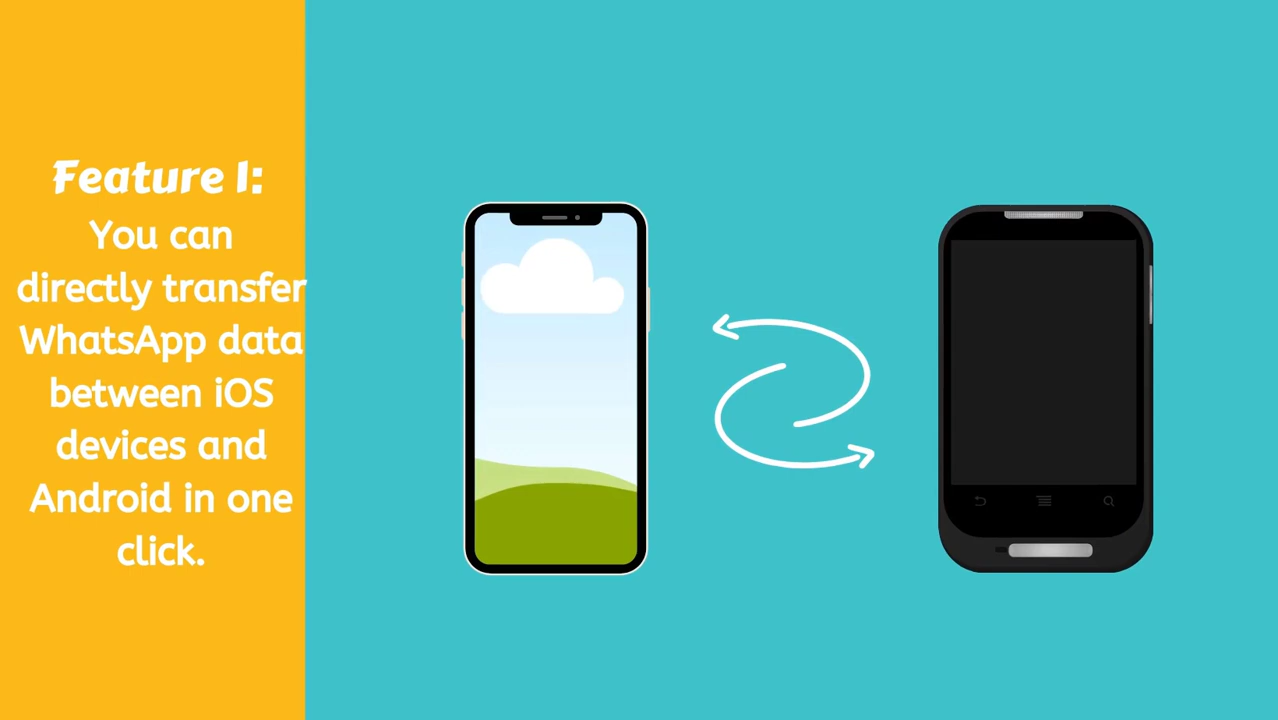 Feature 1:
You can
directly transfer
WhatsApp data
between iOS
devices and
Android in one
click.